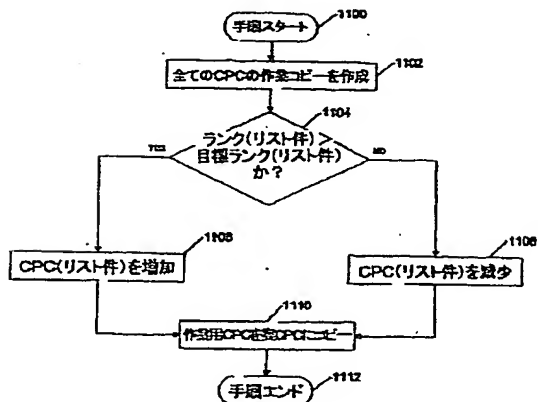 手順スタート
1100
全てのCPCの作業コピーを作成
1102
1104
ランク(リスト件) >
目標ランク(リスト件)
か？
YES
NO
CPC(リスト件)を増加
CPC(リスト件)を減少
1110
作業用CPCを
CPCにコピー
手順エンド
1112